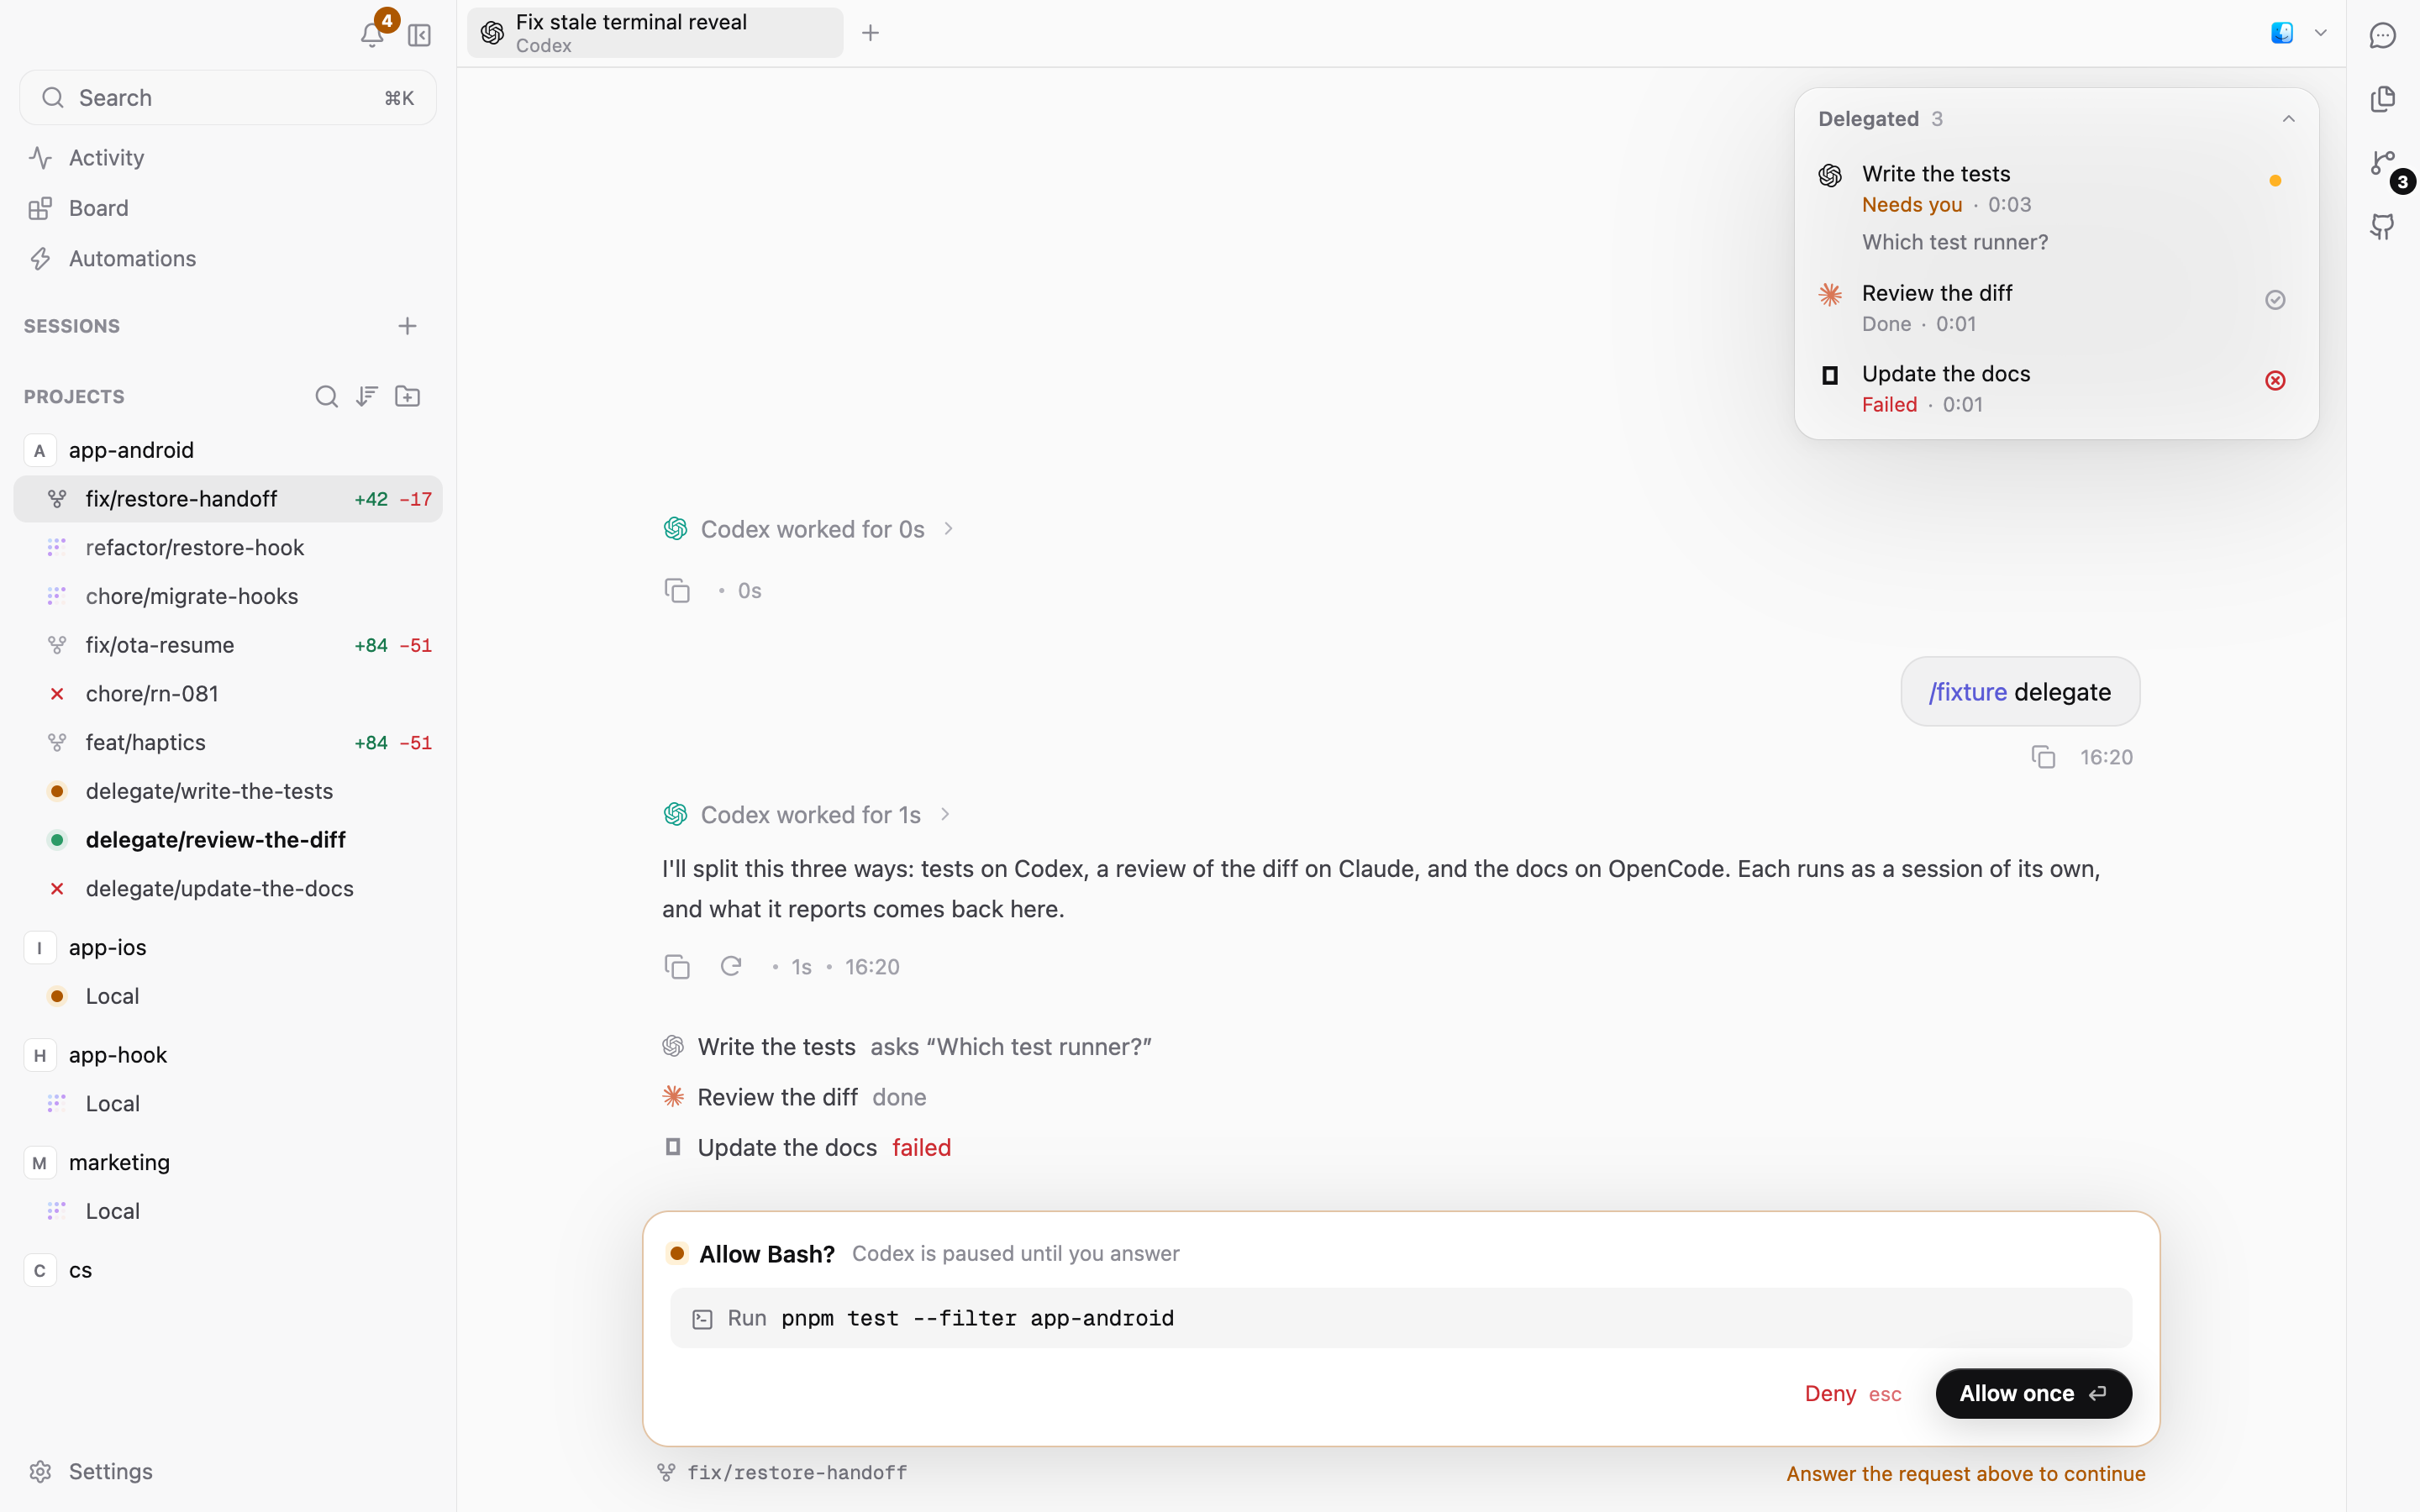 4
Search ⌘K
Activity
Board
Automations
SESSIONS
PROJECTS
A app-android
fix/restore-handoff +42 −17
refactor/restore-hook
chore/migrate-hooks
fix/ota-resume +84 −51
chore/rn-081
feat/haptics +84 −51
delegate/write-the-tests
delegate/review-the-diff
delegate/update-the-docs
I app-ios
Local
H app-hook
Local
M marketing
Local
C cs
Settings
Fix stale terminal reveal
Codex
Delegated 3
Write the tests
Needs you · 0:03
Which test runner?
Review the diff
Done · 0:01
Update the docs
Failed · 0:01
3
Codex worked for 0s
• 0s
/fixture delegate
16:20
Codex worked for 1s
I'll split this three ways: tests on Codex, a review of the diff on Claude, and the docs on OpenCode. Each runs as a session of its own,
and what it reports comes back here.
• 1s • 16:20
Write the tests asks “Which test runner?”
Review the diff done
Update the docs failed
Allow Bash? Codex is paused until you answer
Run pnpm test --filter app-android
Deny esc Allow once
fix/restore-handoff
Answer the request above to continue